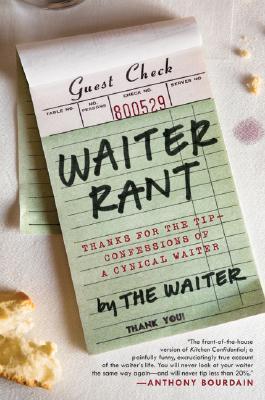 Guest Check
TABLE NO.
NO. PERSONS
CHECK NO.
SERVER NO.
800529
WAITER
RANT
THANKS FOR THE TIP—
CONFESSIONS OF
A CYNICAL WAITER
by THE WAITER
THANK YOU!
"The front-of-the-house
version of Kitchen Confidential; a
painfully funny, excruciatingly true account
of the waiter's life. You will never look at your waiter
the same way again—and will never tip less than 20%."
—ANTHONY BOURDAIN